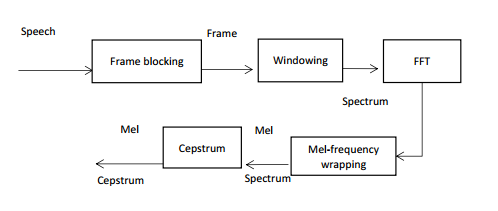 Speech
Frame
Frame blocking
Windowing
FFT
Spectrum
Mel
Mel
Cepstrum
Mel-frequency
wrapping
Cepstrum
Spectrum